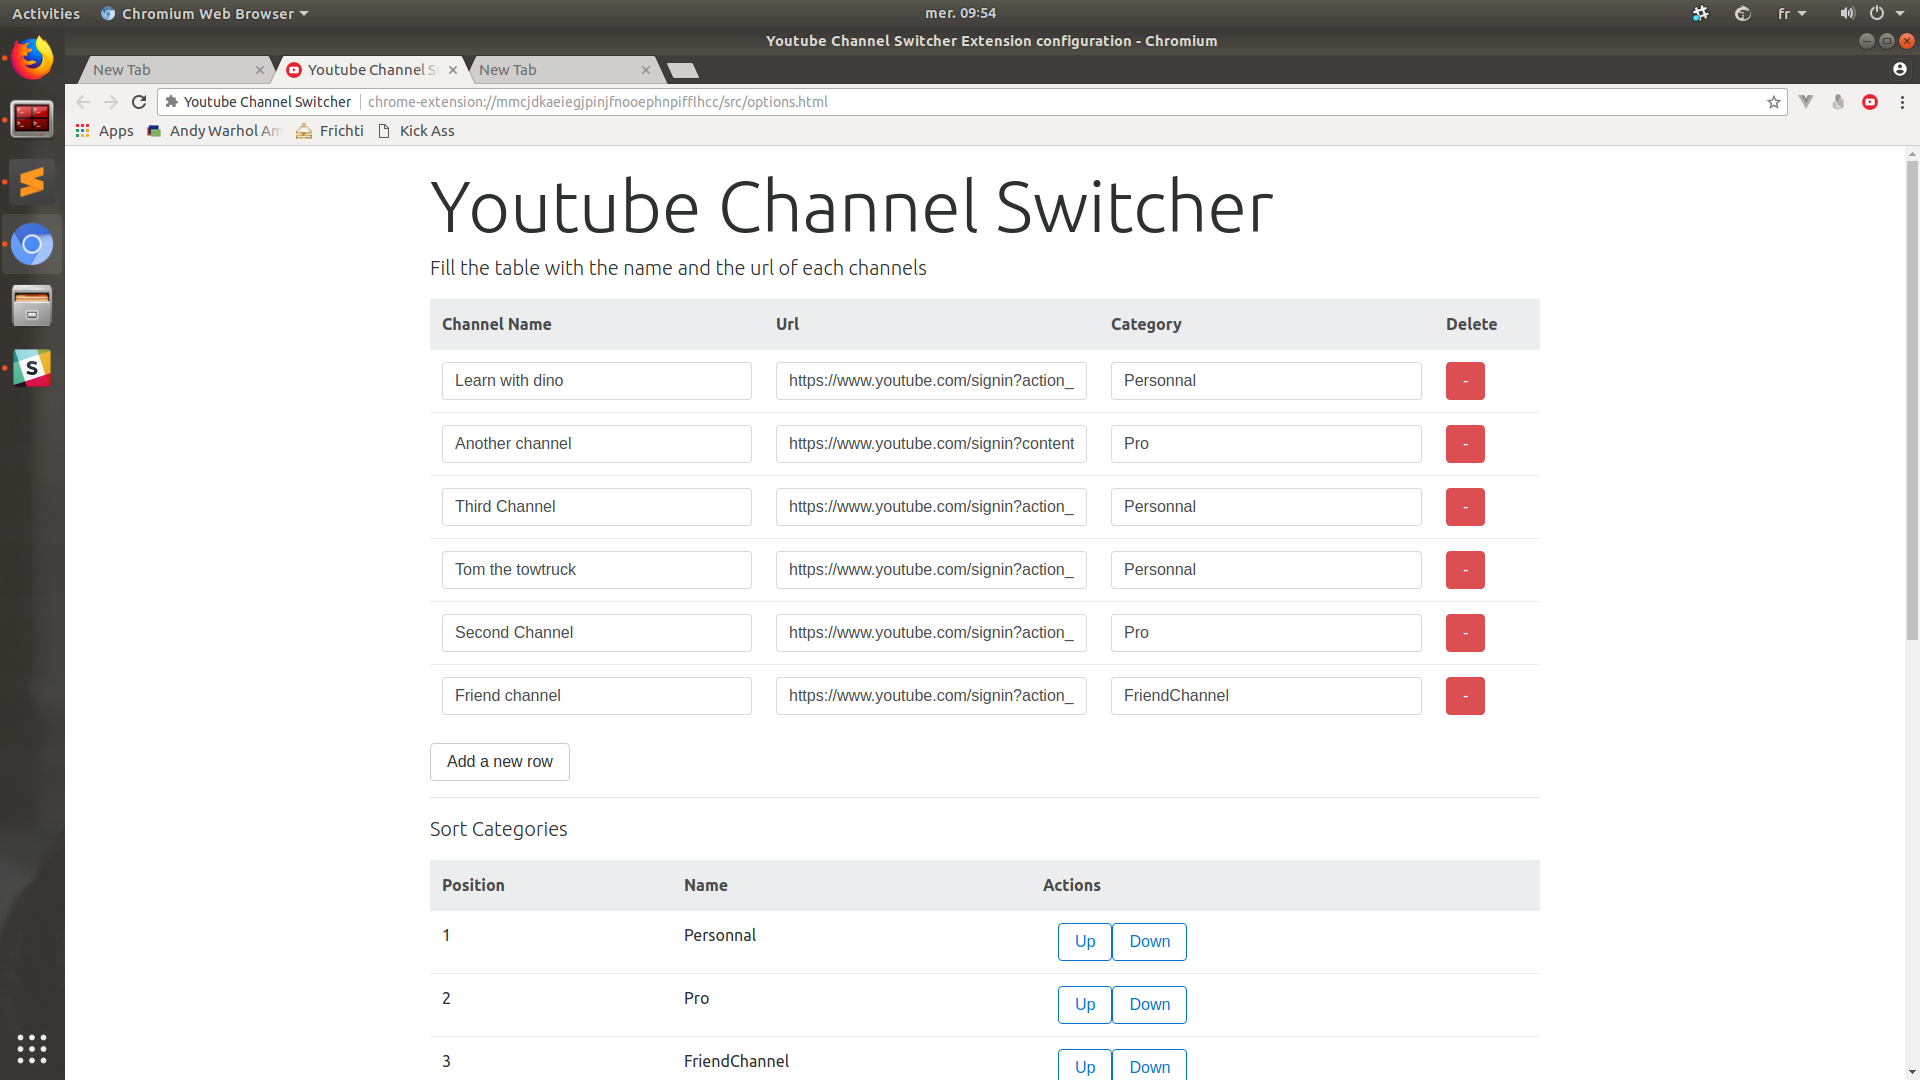 Activities Chromium Web Browser mer. 09:54 fr
Youtube Channel Switcher Extension configuration - Chromium
New Tab Youtube Channel New Tab
Youtube Channel Switcher chrome-extension://mmcjdkaeiegjpinjfnooephnpifflhcc/src/options.html
Apps Andy Warhol Frichti Kick Ass
Youtube Channel Switcher
Fill the table with the name and the url of each channels
Channel Name Url Category Delete
Learn with dino https://www.youtube.com/signin?action_ Personnal -
Another channel https://www.youtube.com/signin?content Pro -
Third Channel https://www.youtube.com/signin?action_ Personnal -
Tom the towtruck https://www.youtube.com/signin?action_ Personnal -
Second Channel https://www.youtube.com/signin?action_ Pro -
Friend channel https://www.youtube.com/signin?action_ FriendChannel -
Add a new row
Sort Categories
Position Name Actions
1 Personnal Up Down
2 Pro Up Down
3 FriendChannel Up Down